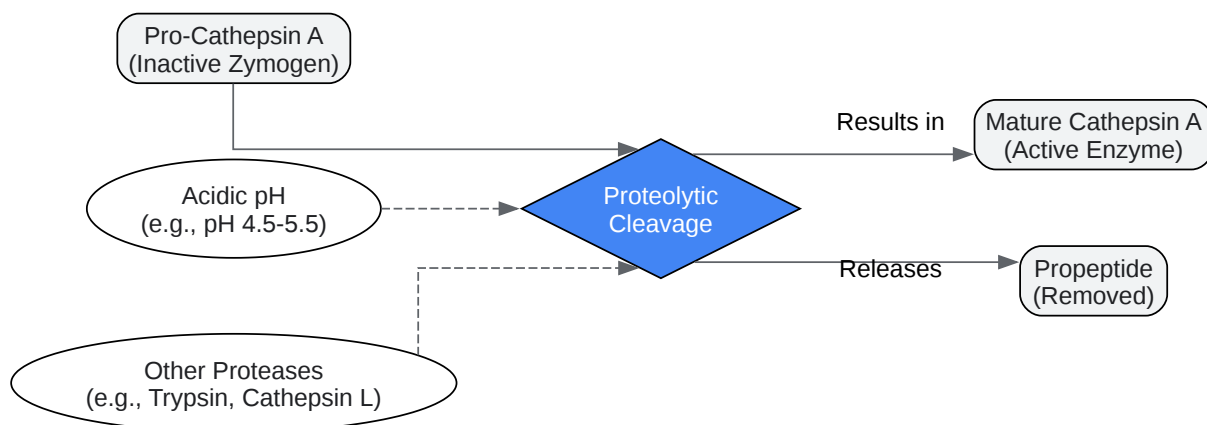 Pro-Cathepsin A
(Inactive Zymogen)
Results in
Mature Cathepsin A
(Active Enzyme)
Acidic pH
(e.g., pH 4.5-5.5)
Proteolytic
Cleavage
Releases
Propeptide
(Removed)
Other Proteases
(e.g., Trypsin, Cathepsin L)